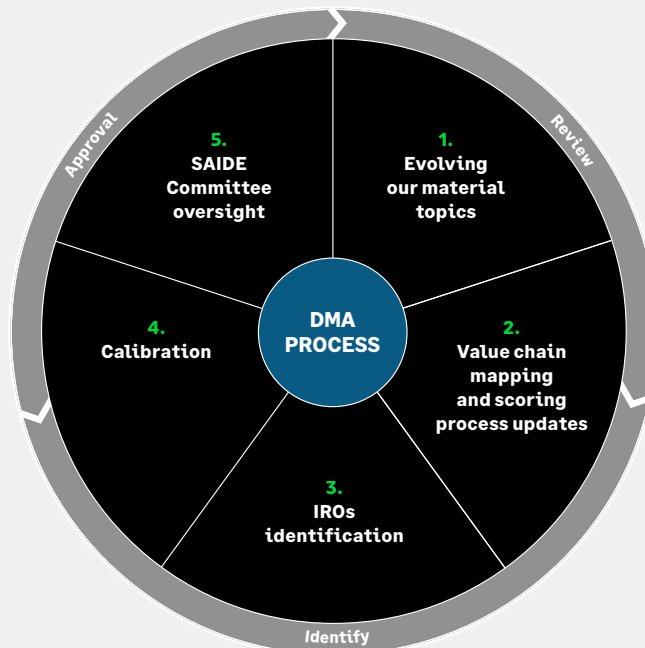 Approval
Review
5.
SAIDE
Committee
oversight
1.
Evolving
our material
topics
DMA
PROCESS
4.
Calibration
2.
Value chain
mapping
and scoring
process updates
3.
IROs
identification
Identify